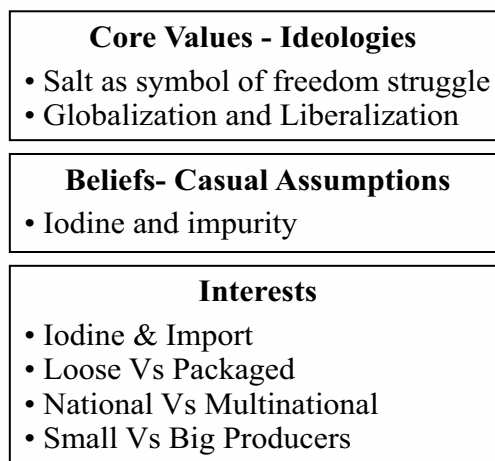 Core Values - Ideologies
• Salt as symbol of freedom struggle
• Globalization and Liberalization
Beliefs- Casual Assumptions
• Iodine and impurity
Interests
• Iodine & Import
• Loose Vs Packaged
• National Vs Multinational
• Small Vs Big Producers